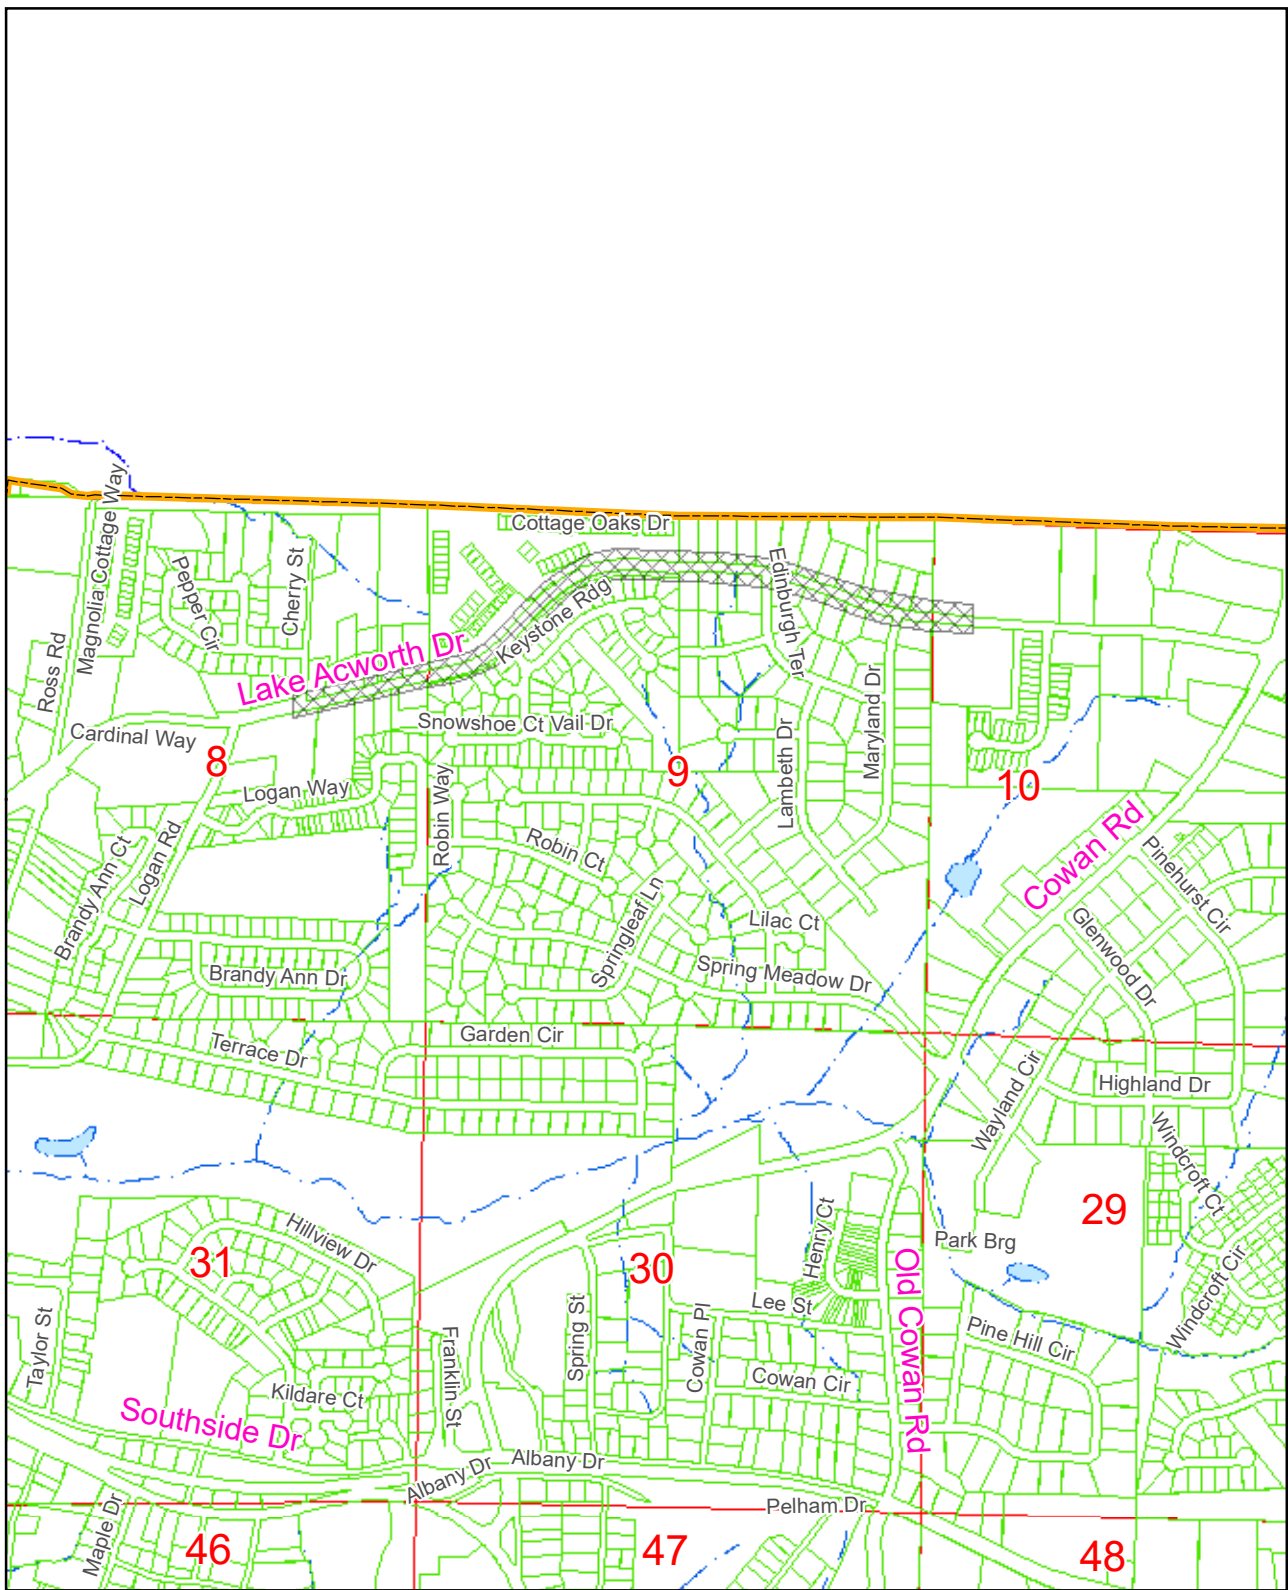 Cottage Oaks Dr
Magnolia Cottage Way
Pepper Cir
Cherry St
Edinburgh Ter
Keystone Rdg
Ross Rd
Lake Acworth Dr
Maryland Dr
Cardinal Way
Snowshoe Ct
Vail Dr
Lambeth Dr
8
9
10
Logan Way
Robin Way
Cowan Rd
Logan Rd
Brandy Ann Ct
Robin Ct
Pinehurst Cir
Springleaf Ln
Lilac Ct
Glenwood Dr
Brandy Ann Dr
Spring Meadow Dr
Terrace Dr
Garden Cir
Wayland Cir
Highland Dr
Windcroft Ct
29
Hillview Dr
Henry Ct
Park Brg
31
30
Old Cowan Rd
Windcroft Cir
Lee St
Taylor St
Spring St
Cowan Pl
Pine Hill Cir
Franklin St
Kildare Ct
Cowan Cir
Southside Dr
Albany Dr
Albany Dr
Maple Dr
Pelham Dr
46
47
48